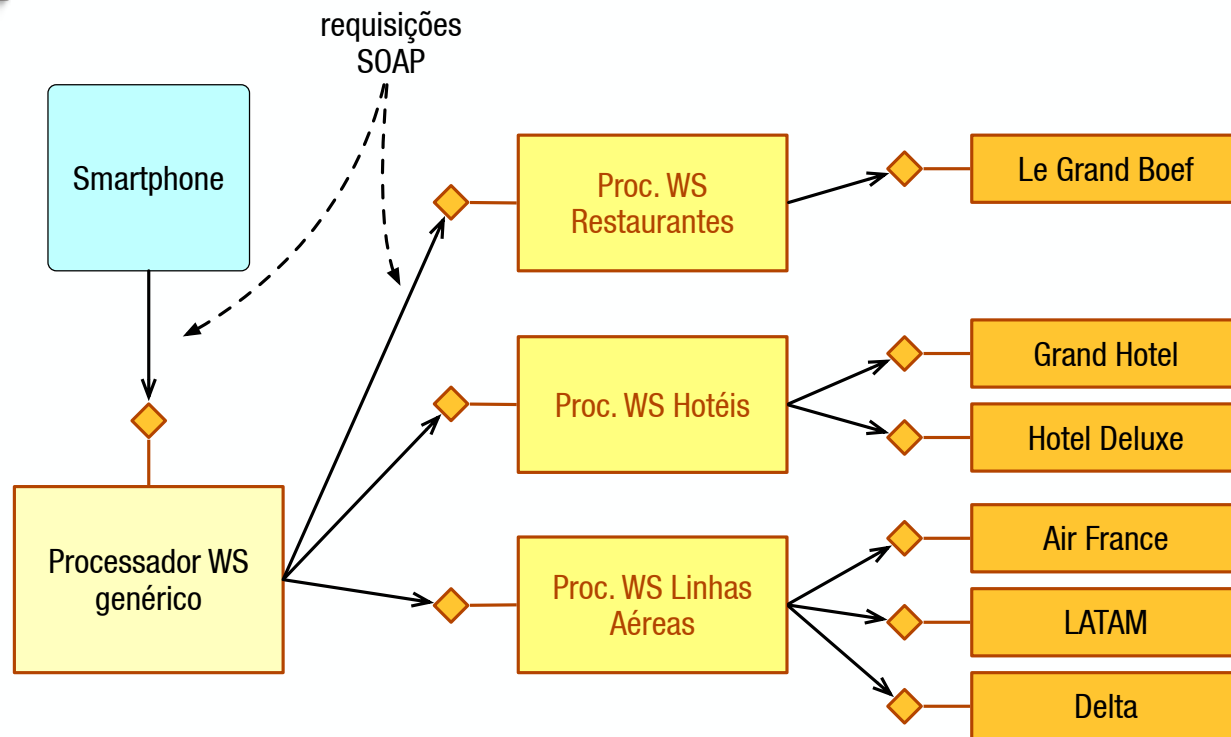 requisições
SOAP
Smartphone
Proc. WS
Restaurantes
Le Grand Boef
Proc. WS Hotéis
Grand Hotel
Hotel Deluxe
Processador WS
genérico
Proc. WS Linhas
Aéreas
Air France
LATAM
Delta